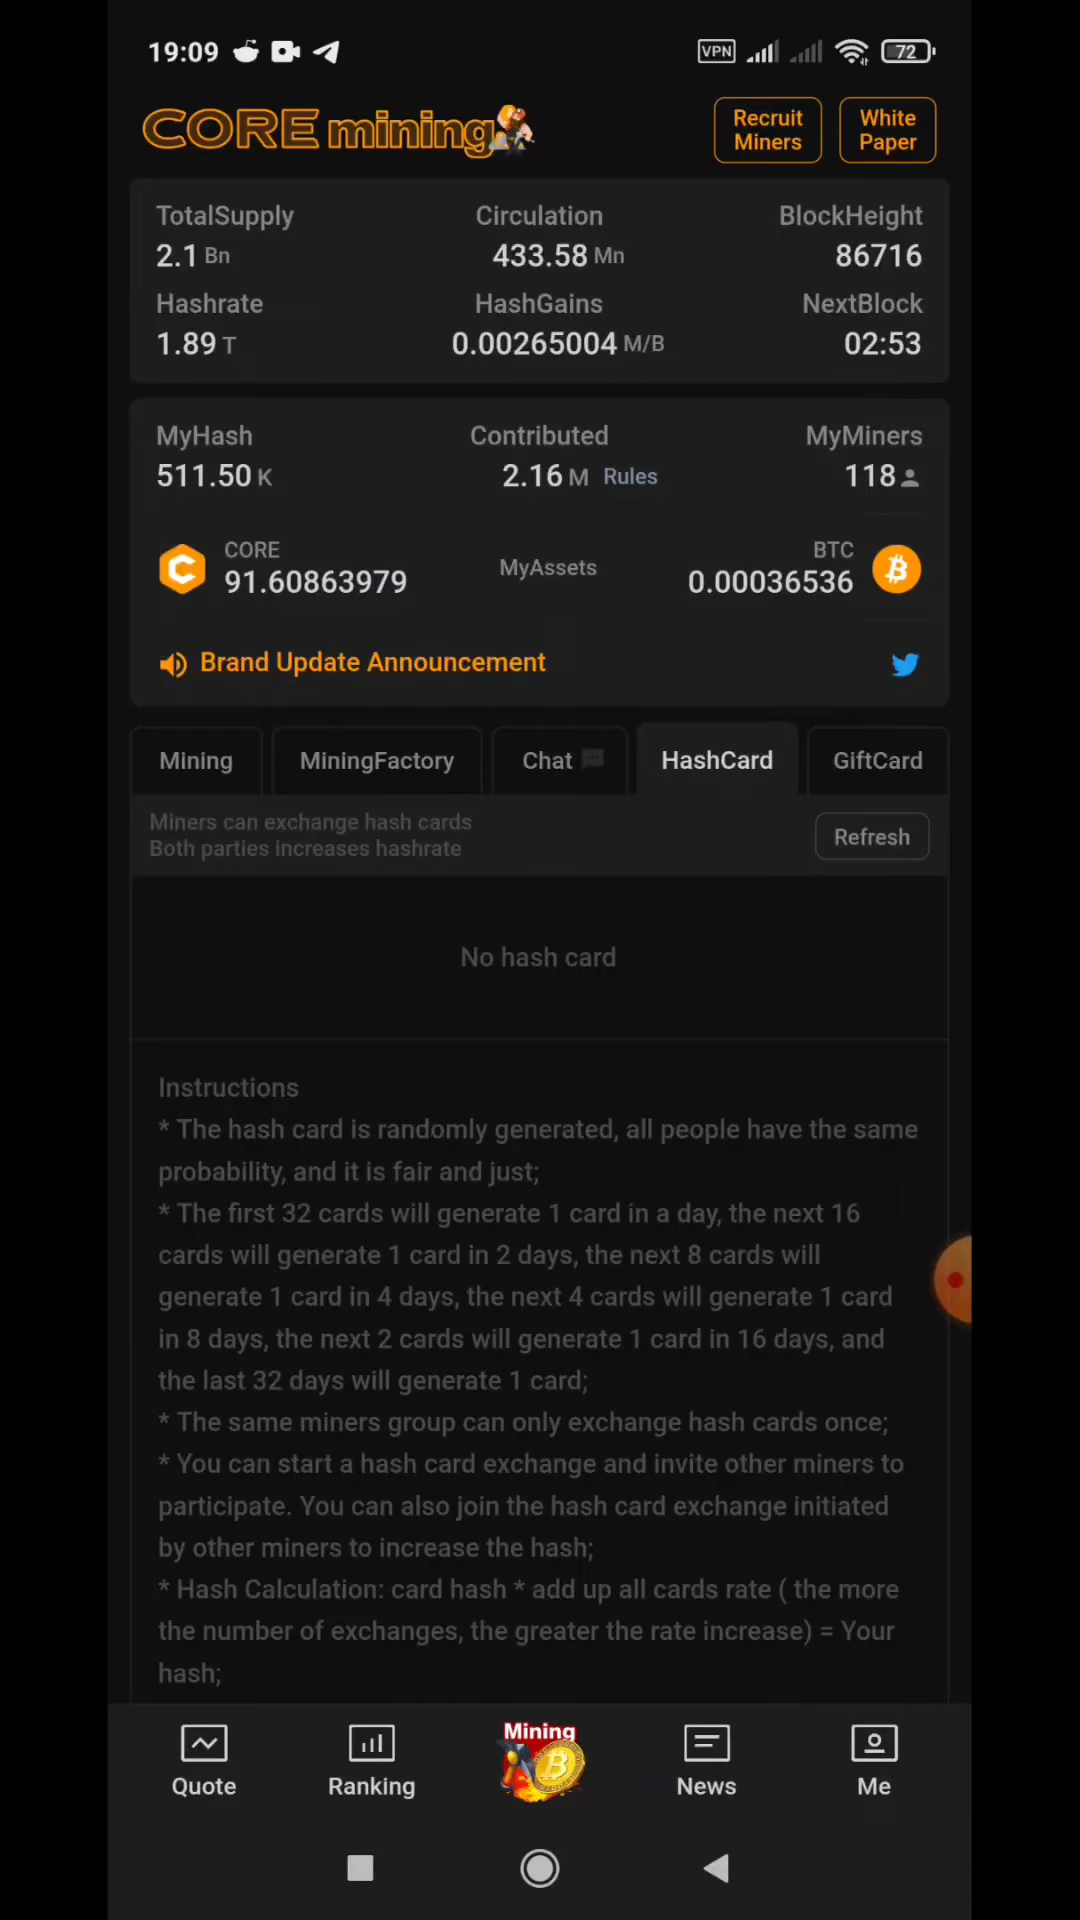 19:09 VPN 72
CORE mining
Recruit Miners
White Paper
TotalSupply Circulation BlockHeight
2.1 Bn 433.58 Mn 86716
Hashrate HashGains NextBlock
1.89 T 0.00265004 M/B 02:53
MyHash Contributed MyMiners
511.50 K 2.16 M Rules 118
CORE BTC
91.60863979 MyAssets 0.00036536
Brand Update Announcement
Mining MiningFactory Chat HashCard GiftCard
Miners can exchange hash cards
Both parties increases hashrate
Refresh
No hash card
Instructions
* The hash card is randomly generated, all people have the same
probability, and it is fair and just;
* The first 32 cards will generate 1 card in a day, the next 16
cards will generate 1 card in 2 days, the next 8 cards will
generate 1 card in 4 days, the next 4 cards will generate 1 card
in 8 days, the next 2 cards will generate 1 card in 16 days, and
the last 32 days will generate 1 card;
* The same miners group can only exchange hash cards once;
* You can start a hash card exchange and invite other miners to
participate. You can also join the hash card exchange initiated
by other miners to increase the hash;
* Hash Calculation: card hash * add up all cards rate ( the more
the number of exchanges, the greater the rate increase) = Your
hash;
Mining
Quote Ranking News Me